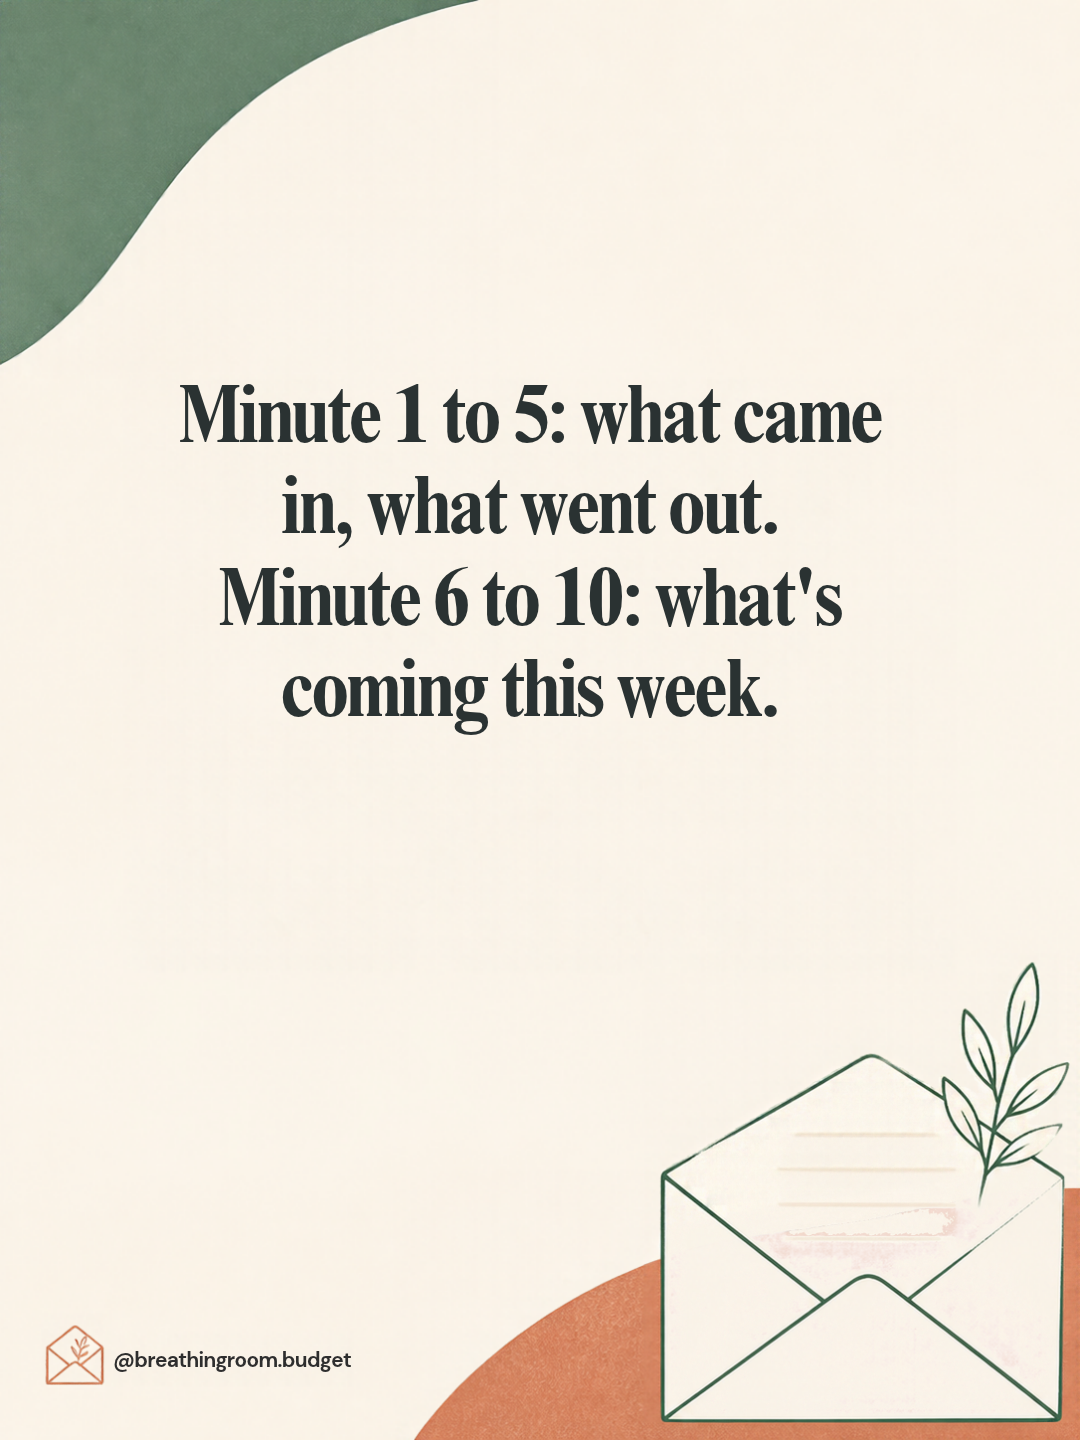 Minute 1 to 5: what came
in, what went out.
Minute 6 to 10: what's
coming this week.
@breathingroom.budget